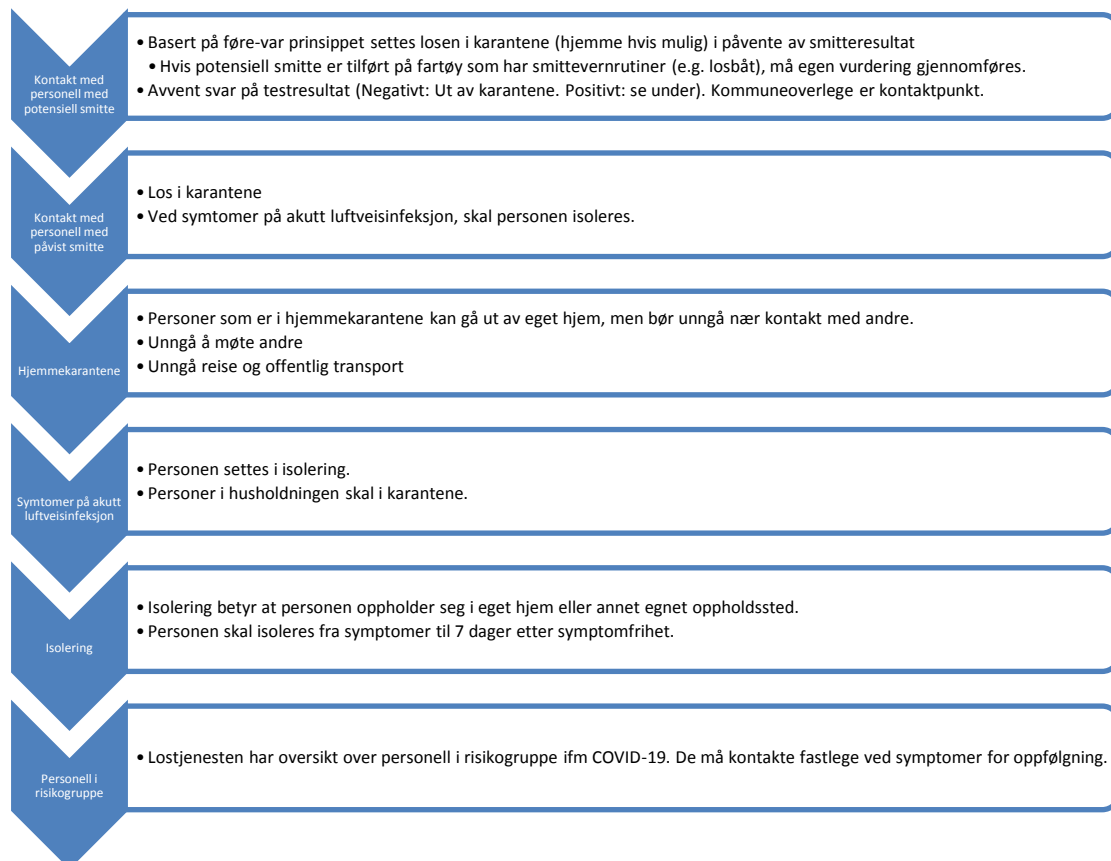 Kontakt med
personell med
potensiell smitte
• Basert på føre-var prinsippet settes losen i karantene (hjemme hvis mulig) i påvente av smitteresultat
• Hvis potensiell smitte er tilført på fartøy som har smittevernrutiner (e.g. losbåt), må egen vurdering gjennomføres.
• Avvent svar på testresultat (Negativt: Ut av karantene. Positivt: se under). Kommuneoverlege er kontaktpunkt.
Kontakt med
personell med
påvist smitte
• Los i karantene
• Ved symtomer på akutt luftveisinfeksjon, skal personen isoleres.
Hjemmekarantene
• Personer som er i hjemmekarantene kan gå ut av eget hjem, men bør unngå nær kontakt med andre.
• Unngå å møte andre
• Unngå reise og offentlig transport
Symtomer på akutt
luftveisinfeksjon
• Personen settes i isolering.
• Personer i husholdningen skal i karantene.
Isolering
• Isolering betyr at personen oppholder seg i eget hjem eller annet egnet oppholdssted.
• Personen skal isoleres fra symptomer til 7 dager etter symptomfrihet.
Personell i
risikogruppe
• Lostjenesten har oversikt over personell i risikogruppe ifm COVID-19. De må kontakte fastlege ved symptomer for oppfølgning.